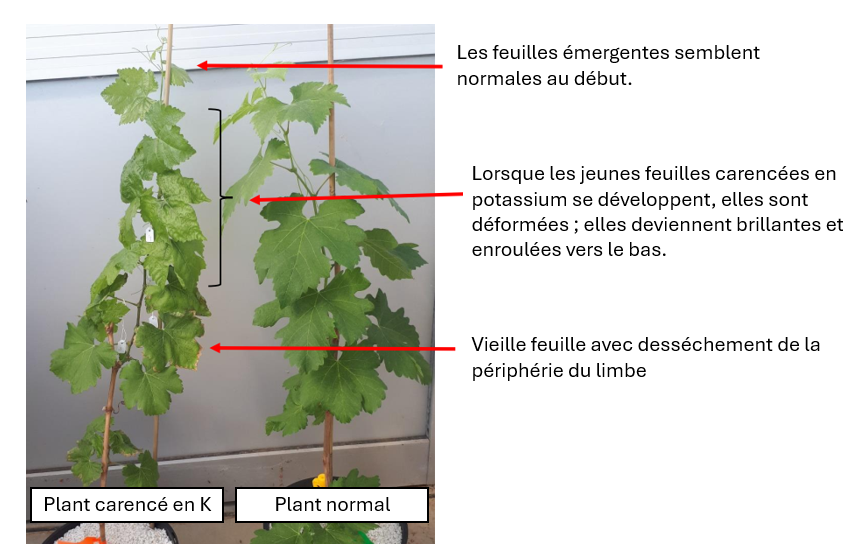 Les feuilles émergentes semblent
normales au début.
Lorsque les jeunes feuilles carencées en
potassium se développent, elles sont
déformées ; elles deviennent brillantes et
enroulées vers le bas.
Vieille feuille avec desséchement de la
périphérie du limbe
Plant carencé en K
Plant normal